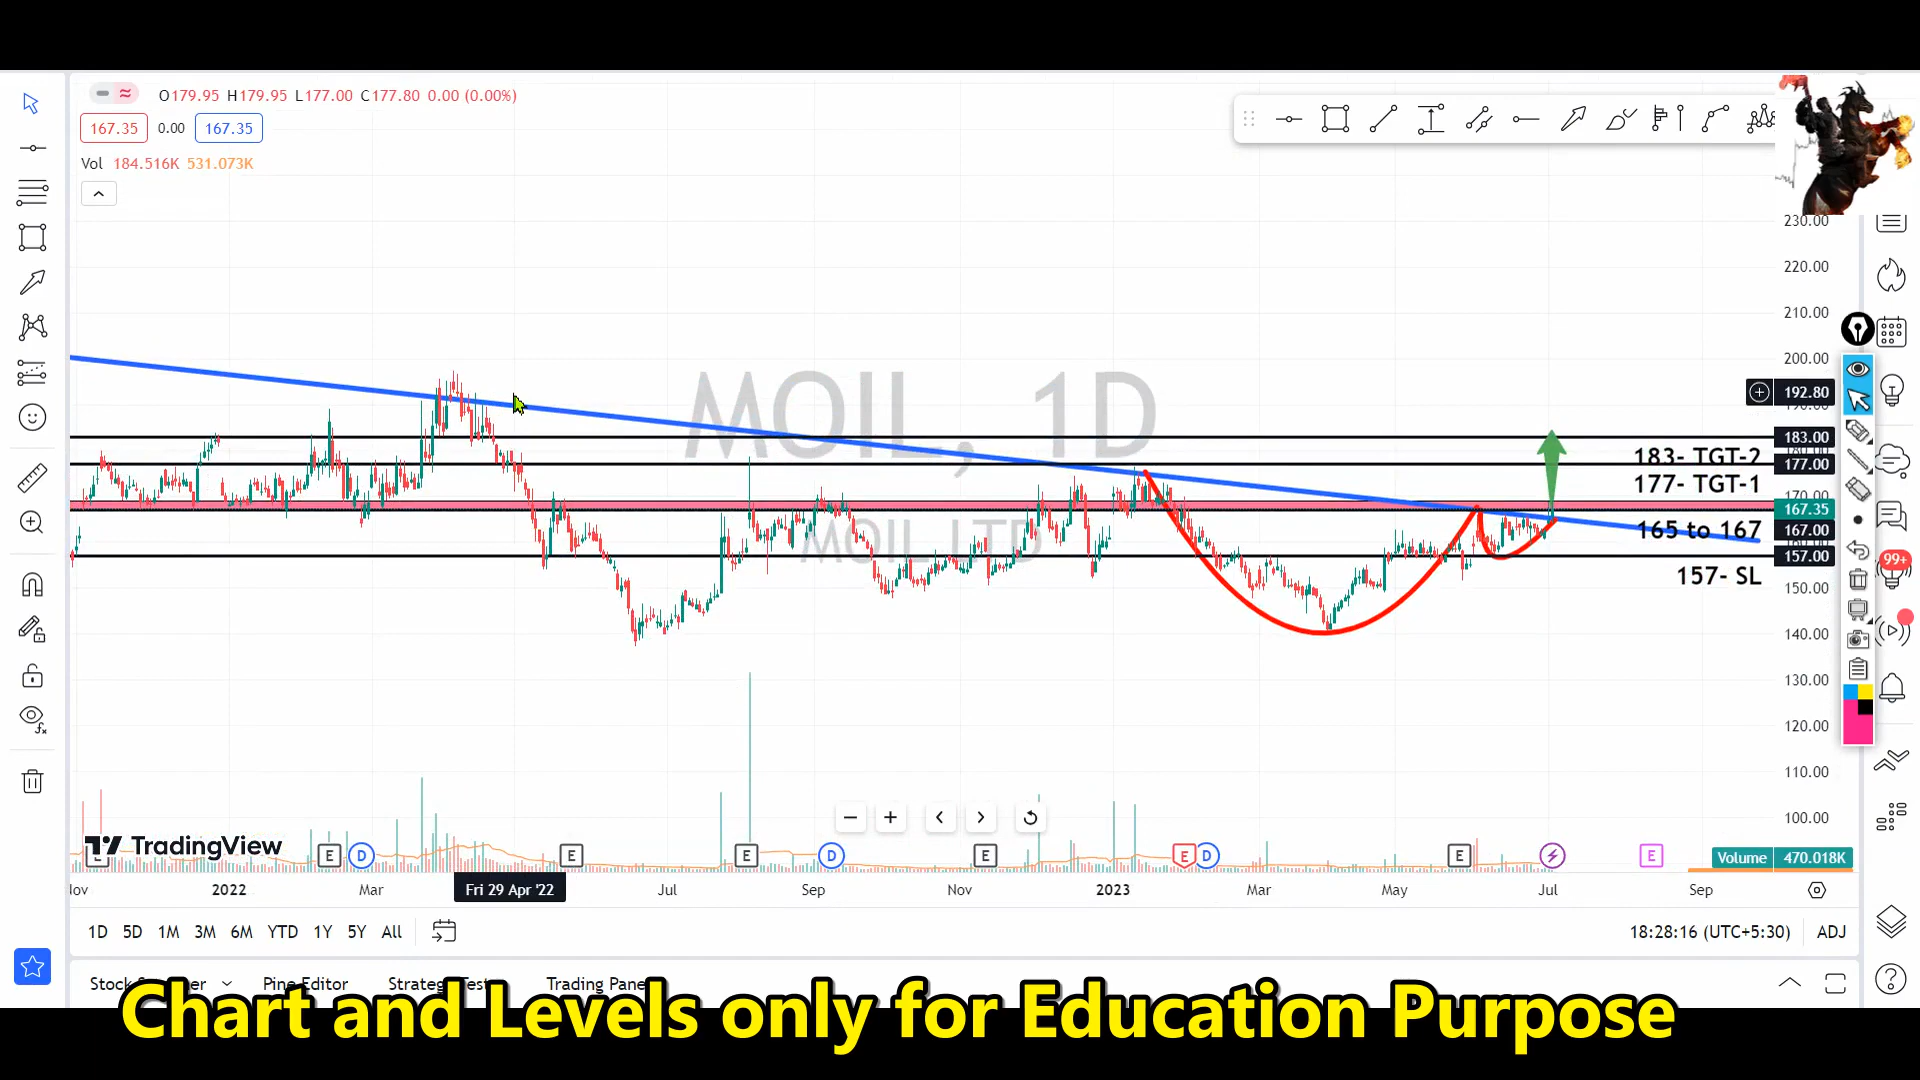 O179.95 H179.95 L177.00 C177.80 0.00 (0.00%)
167.35 0.00 167.35
Vol 184.516K 531.073K
MOIL, 1D
MOIL LTD
230.00
220.00
210.00
200.00
192.80
183.00
183- TGT-2
177.00
177- TGT-1
170.00
167.35
165 to 167
167.00
157.00
157- SL
150.00
140.00
130.00
120.00
110.00
100.00
99+
TradingView
E D E E D E E D E E
Volume 470.018K
2022 Mar Fri 29 Apr '22 Jul Sep Nov 2023 Mar May Jul Sep
1D 5D 1M 3M 6M YTD 1Y 5Y All
18:28:16 (UTC+5:30) ADJ
Pine Editor
Chart and Levels only for Education Purpose